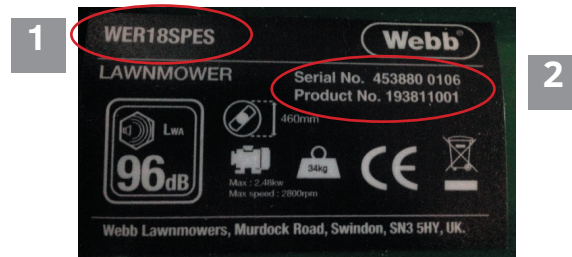 1
WER18SPES
Webb
LAWNMOWER
Serial No. 453880 0106
Product No. 193811001
2
LWA
96dB
460mm
Max : 2.48kw
Max speed : 2800rpm
34kg
CE
Webb Lawnmowers, Murdock Road, Swindon, SN3 5HY, UK.